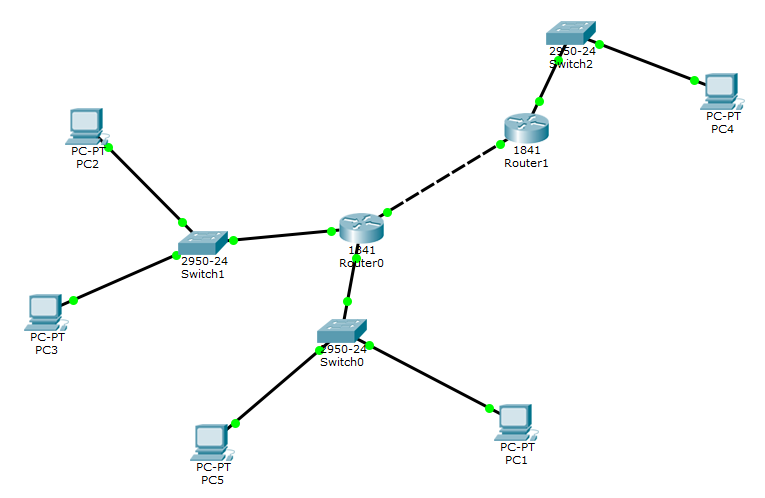 2950-24
Switch2
PC-PT
PC4
1841
Router1
PC-PT
PC2
2950-24
Switch1
1841
Router0
PC-PT
PC3
2950-24
Switch0
PC-PT
PC1
PC-PT
PC5